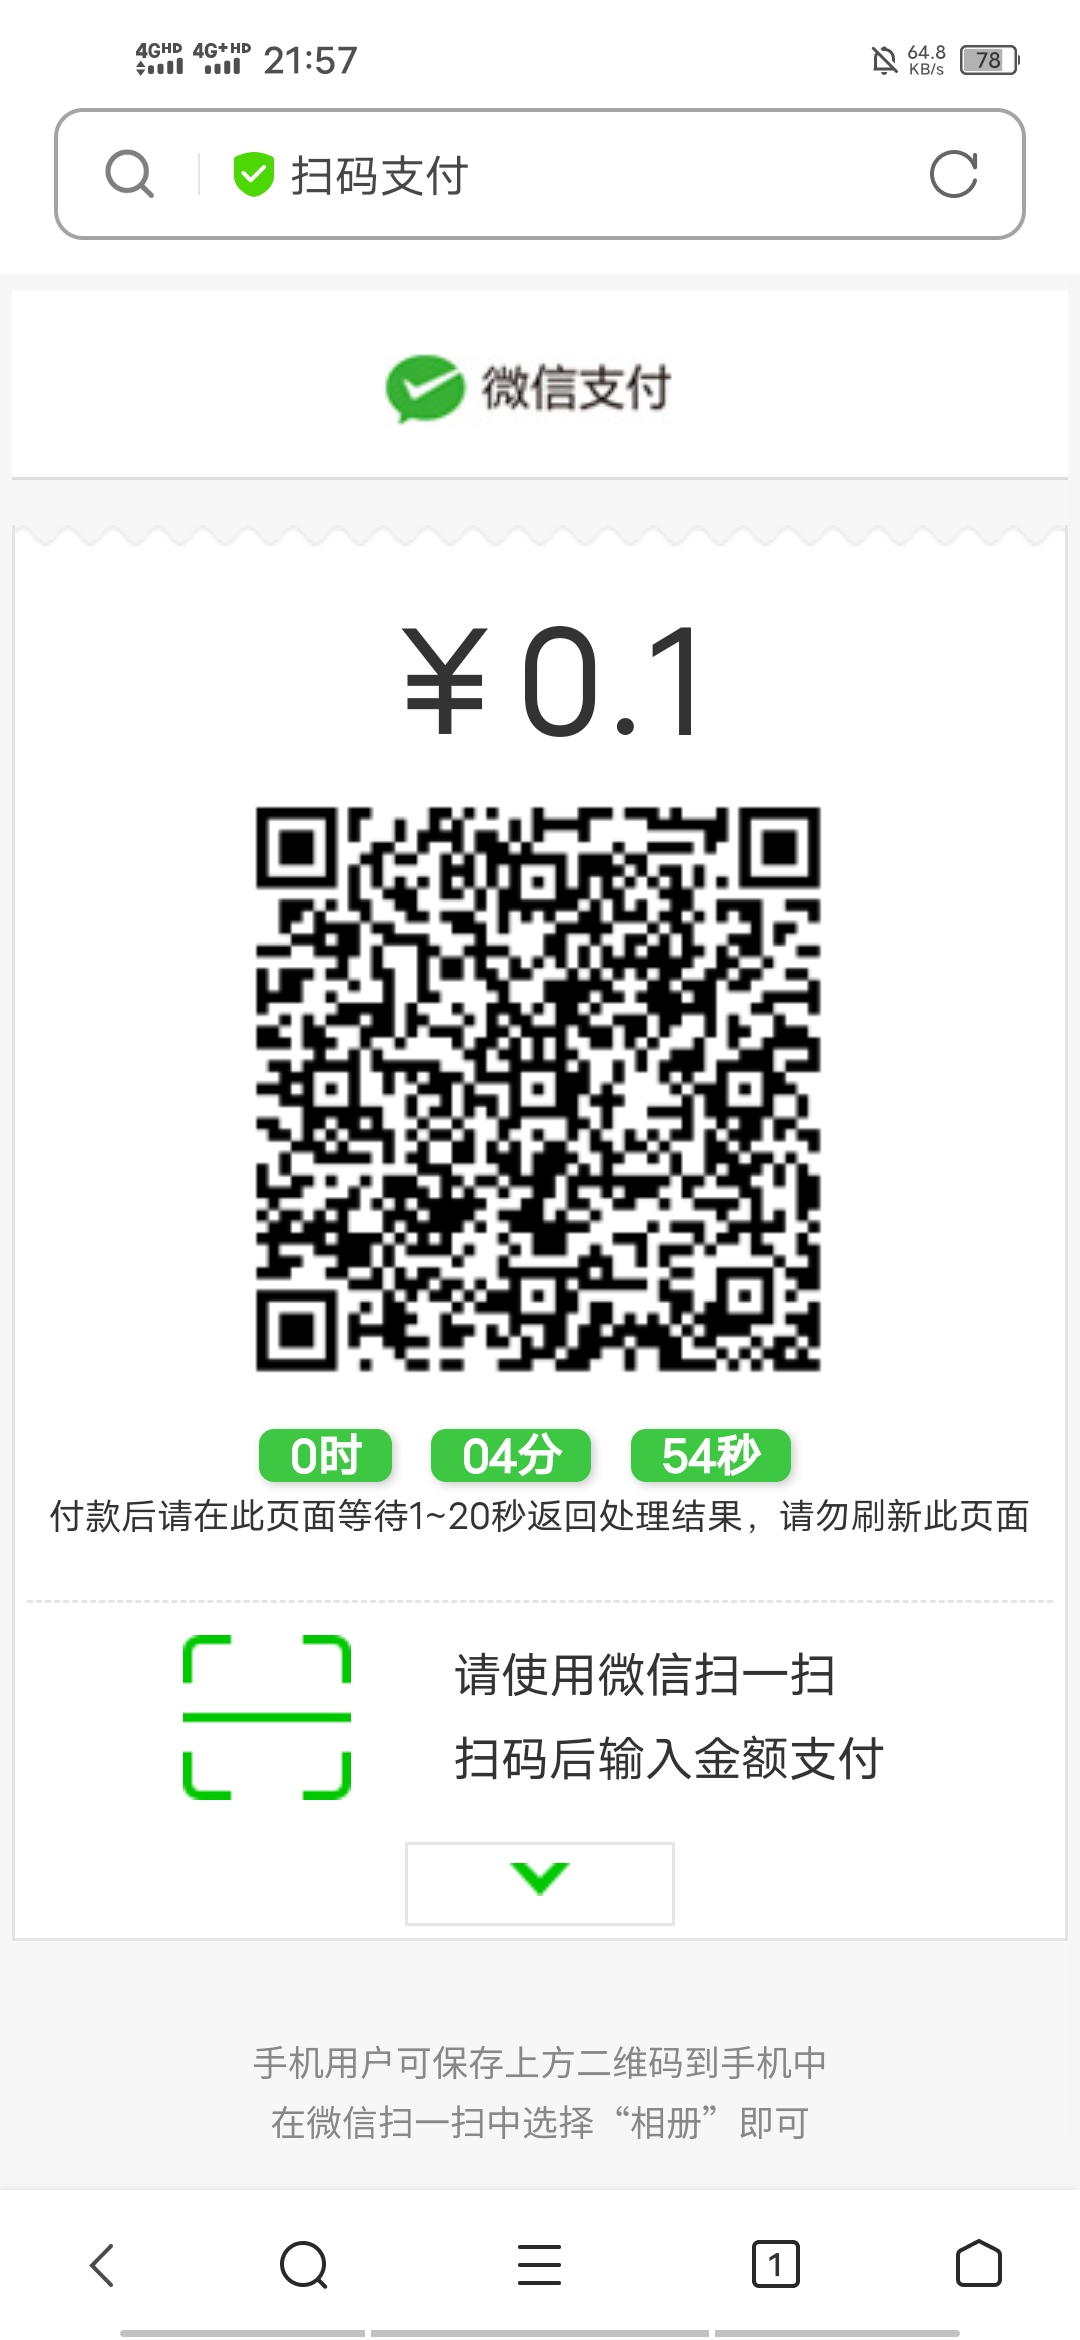 4GHD 4G+HD 21:57 64.8 KB/s 78
扫码支付
微信支付
￥0.1
0时 04分 54秒
付款后请在此页面等待1~20秒返回处理结果，请勿刷新此页面
请使用微信扫一扫
扫码后输入金额支付
手机用户可保存上方二维码到手机中
在微信扫一扫中选择“相册”即可
1